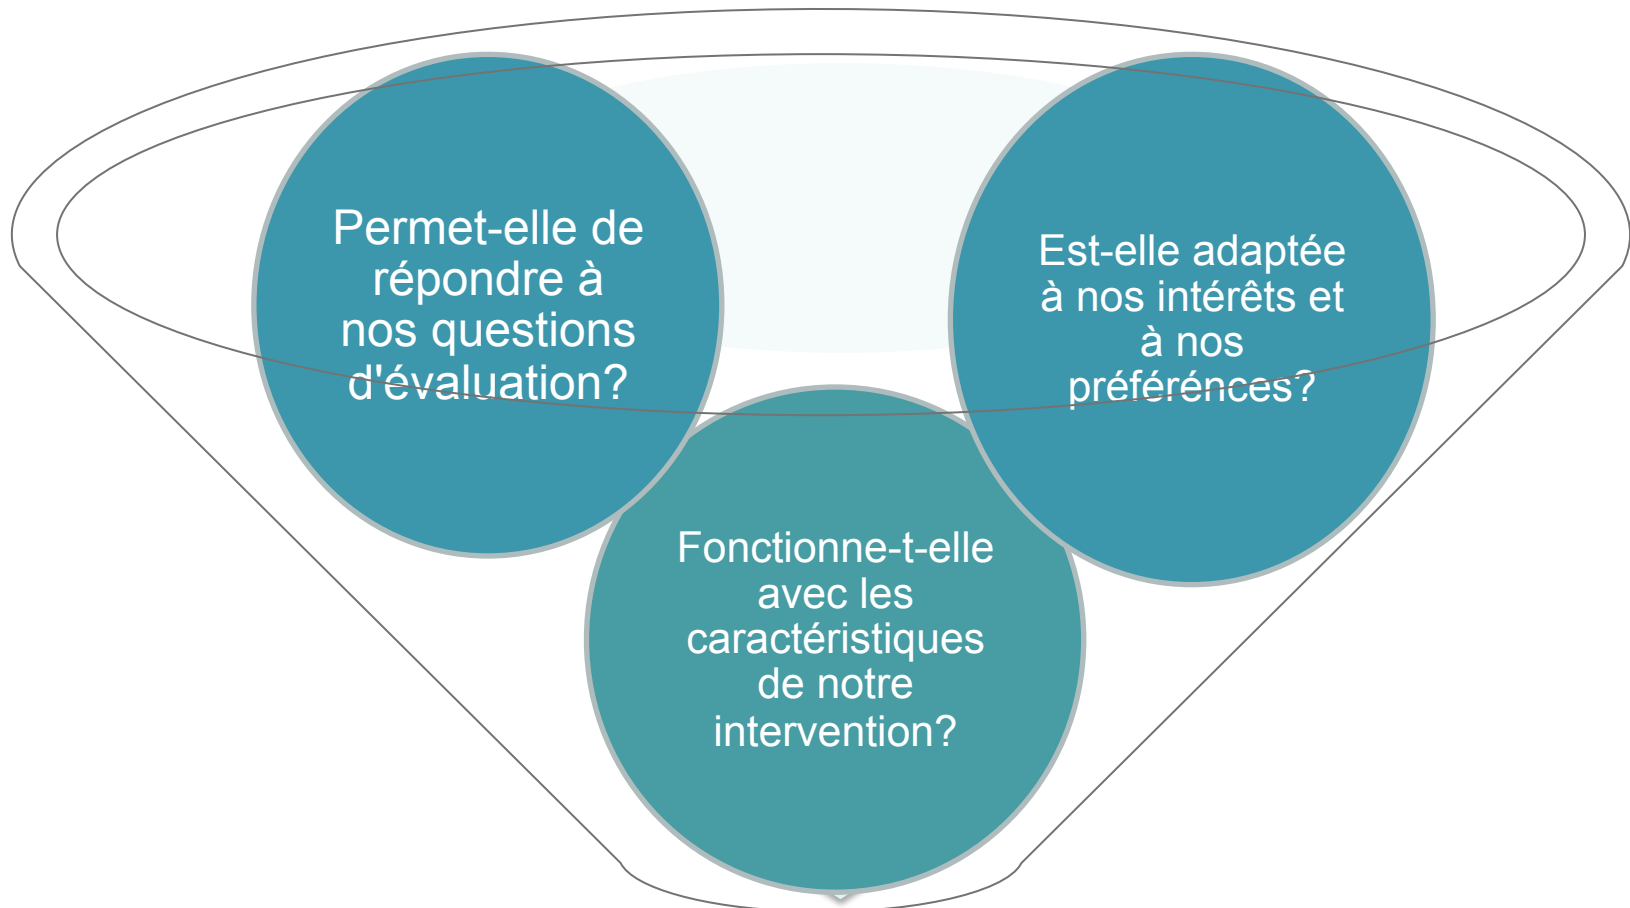 Permet-elle de
répondre à
nos questions
d'évaluation?
Est-elle adaptée
à nos intérêts et
à nos
préférénces?
Fonctionne-t-elle
avec les
caractéristiques
de notre
intervention?